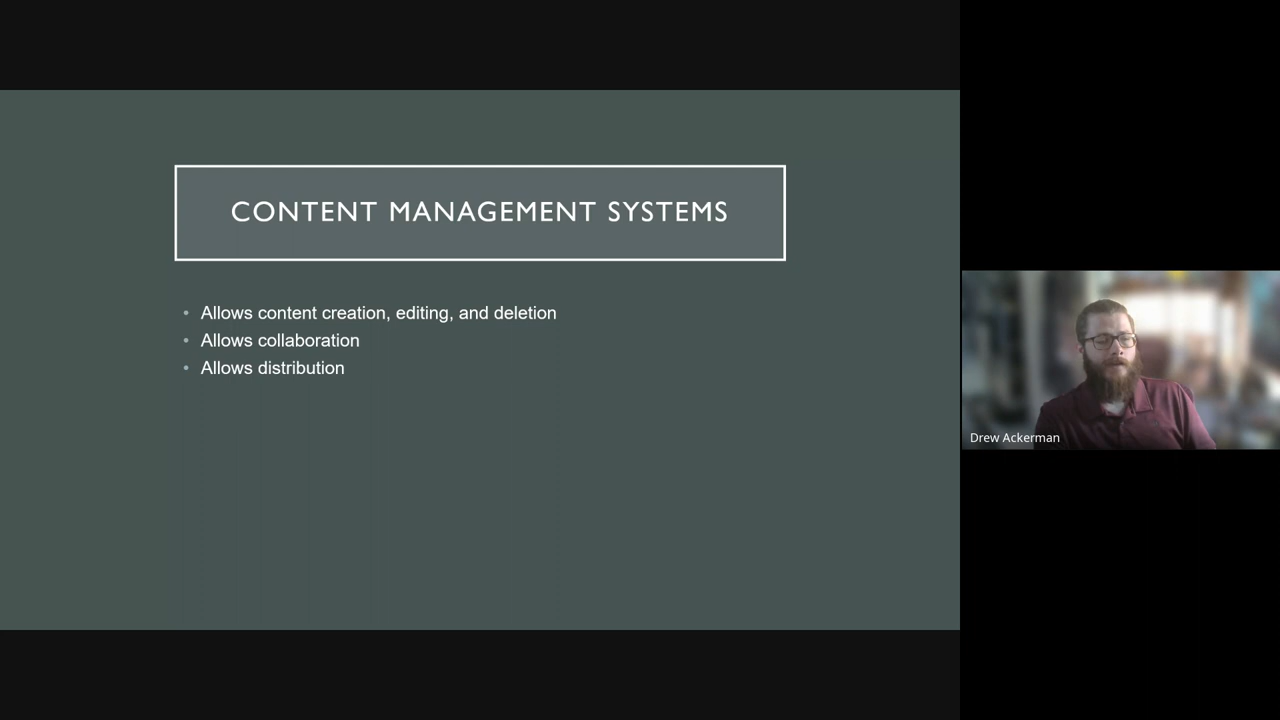 CONTENT MANAGEMENT SYSTEMS
• Allows content creation, editing, and deletion
• Allows collaboration
• Allows distribution
Drew Ackerman